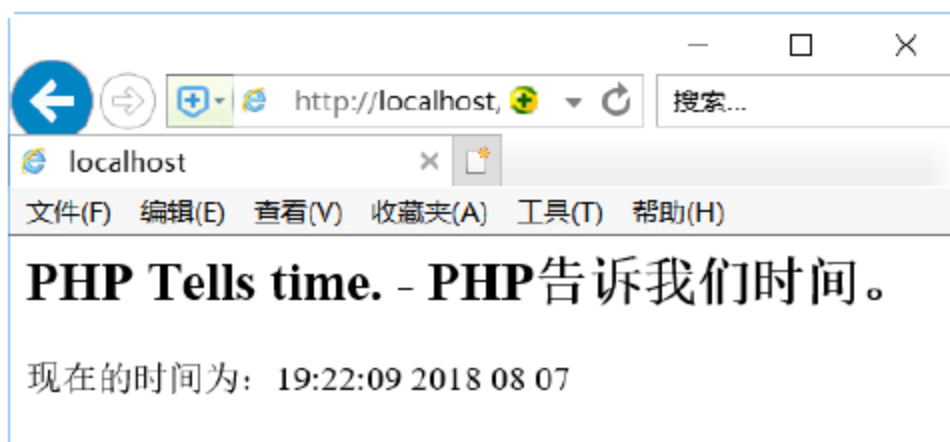 http://localhost,
搜索...
localhost
文件(F) 编辑(E) 查看(V) 收藏夹(A) 工具(T) 帮助(H)
PHP Tells time. - PHP告诉我们时间。
现在的时间为：19:22:09 2018 08 07